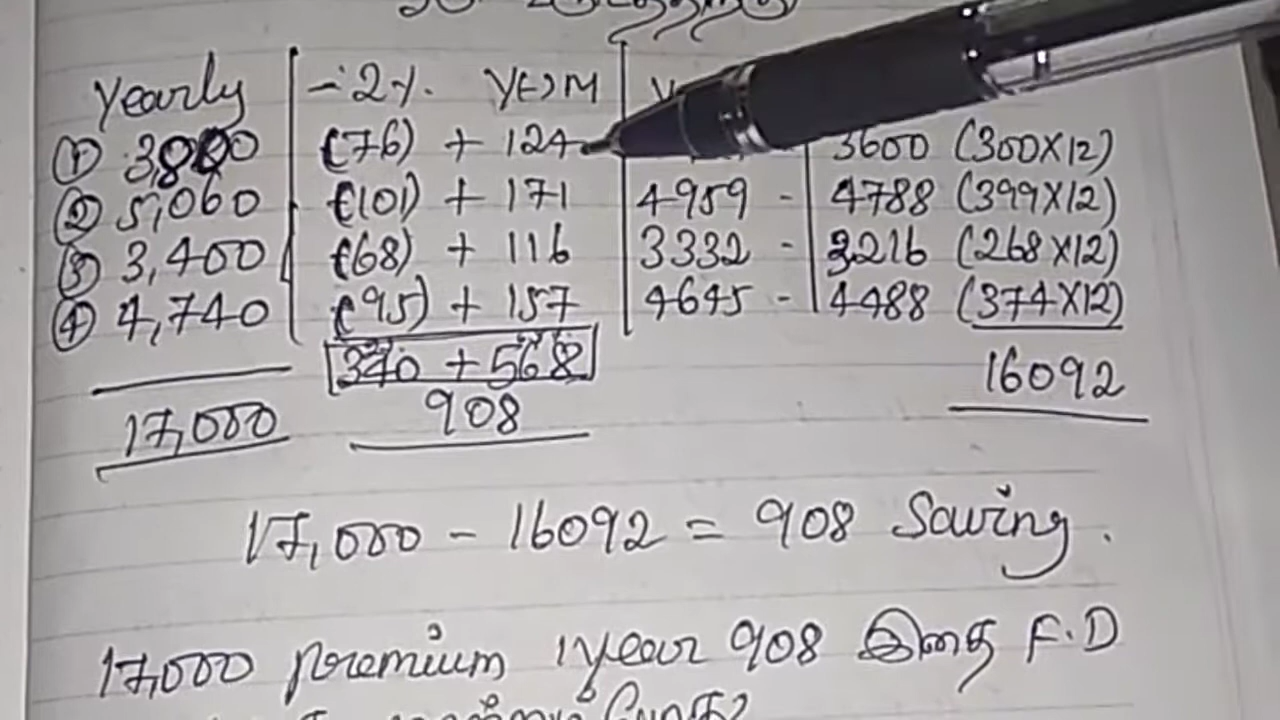 Yearly -2%. Y(-)M
① 3,800 (76) + 124 3600 (300X12)
② 5,060 (101) + 171 4959 - 4788 (399X12)
③ 3,400 (68) + 116 3332 - 3216 (268X12)
④ 4,740 (95) + 157 4645 - 4488 (374X12)
340 + 568 16092
17,000 908
17,000 - 16092 = 908 Saving.
17,000 premium 1 year 908 இதை F.D